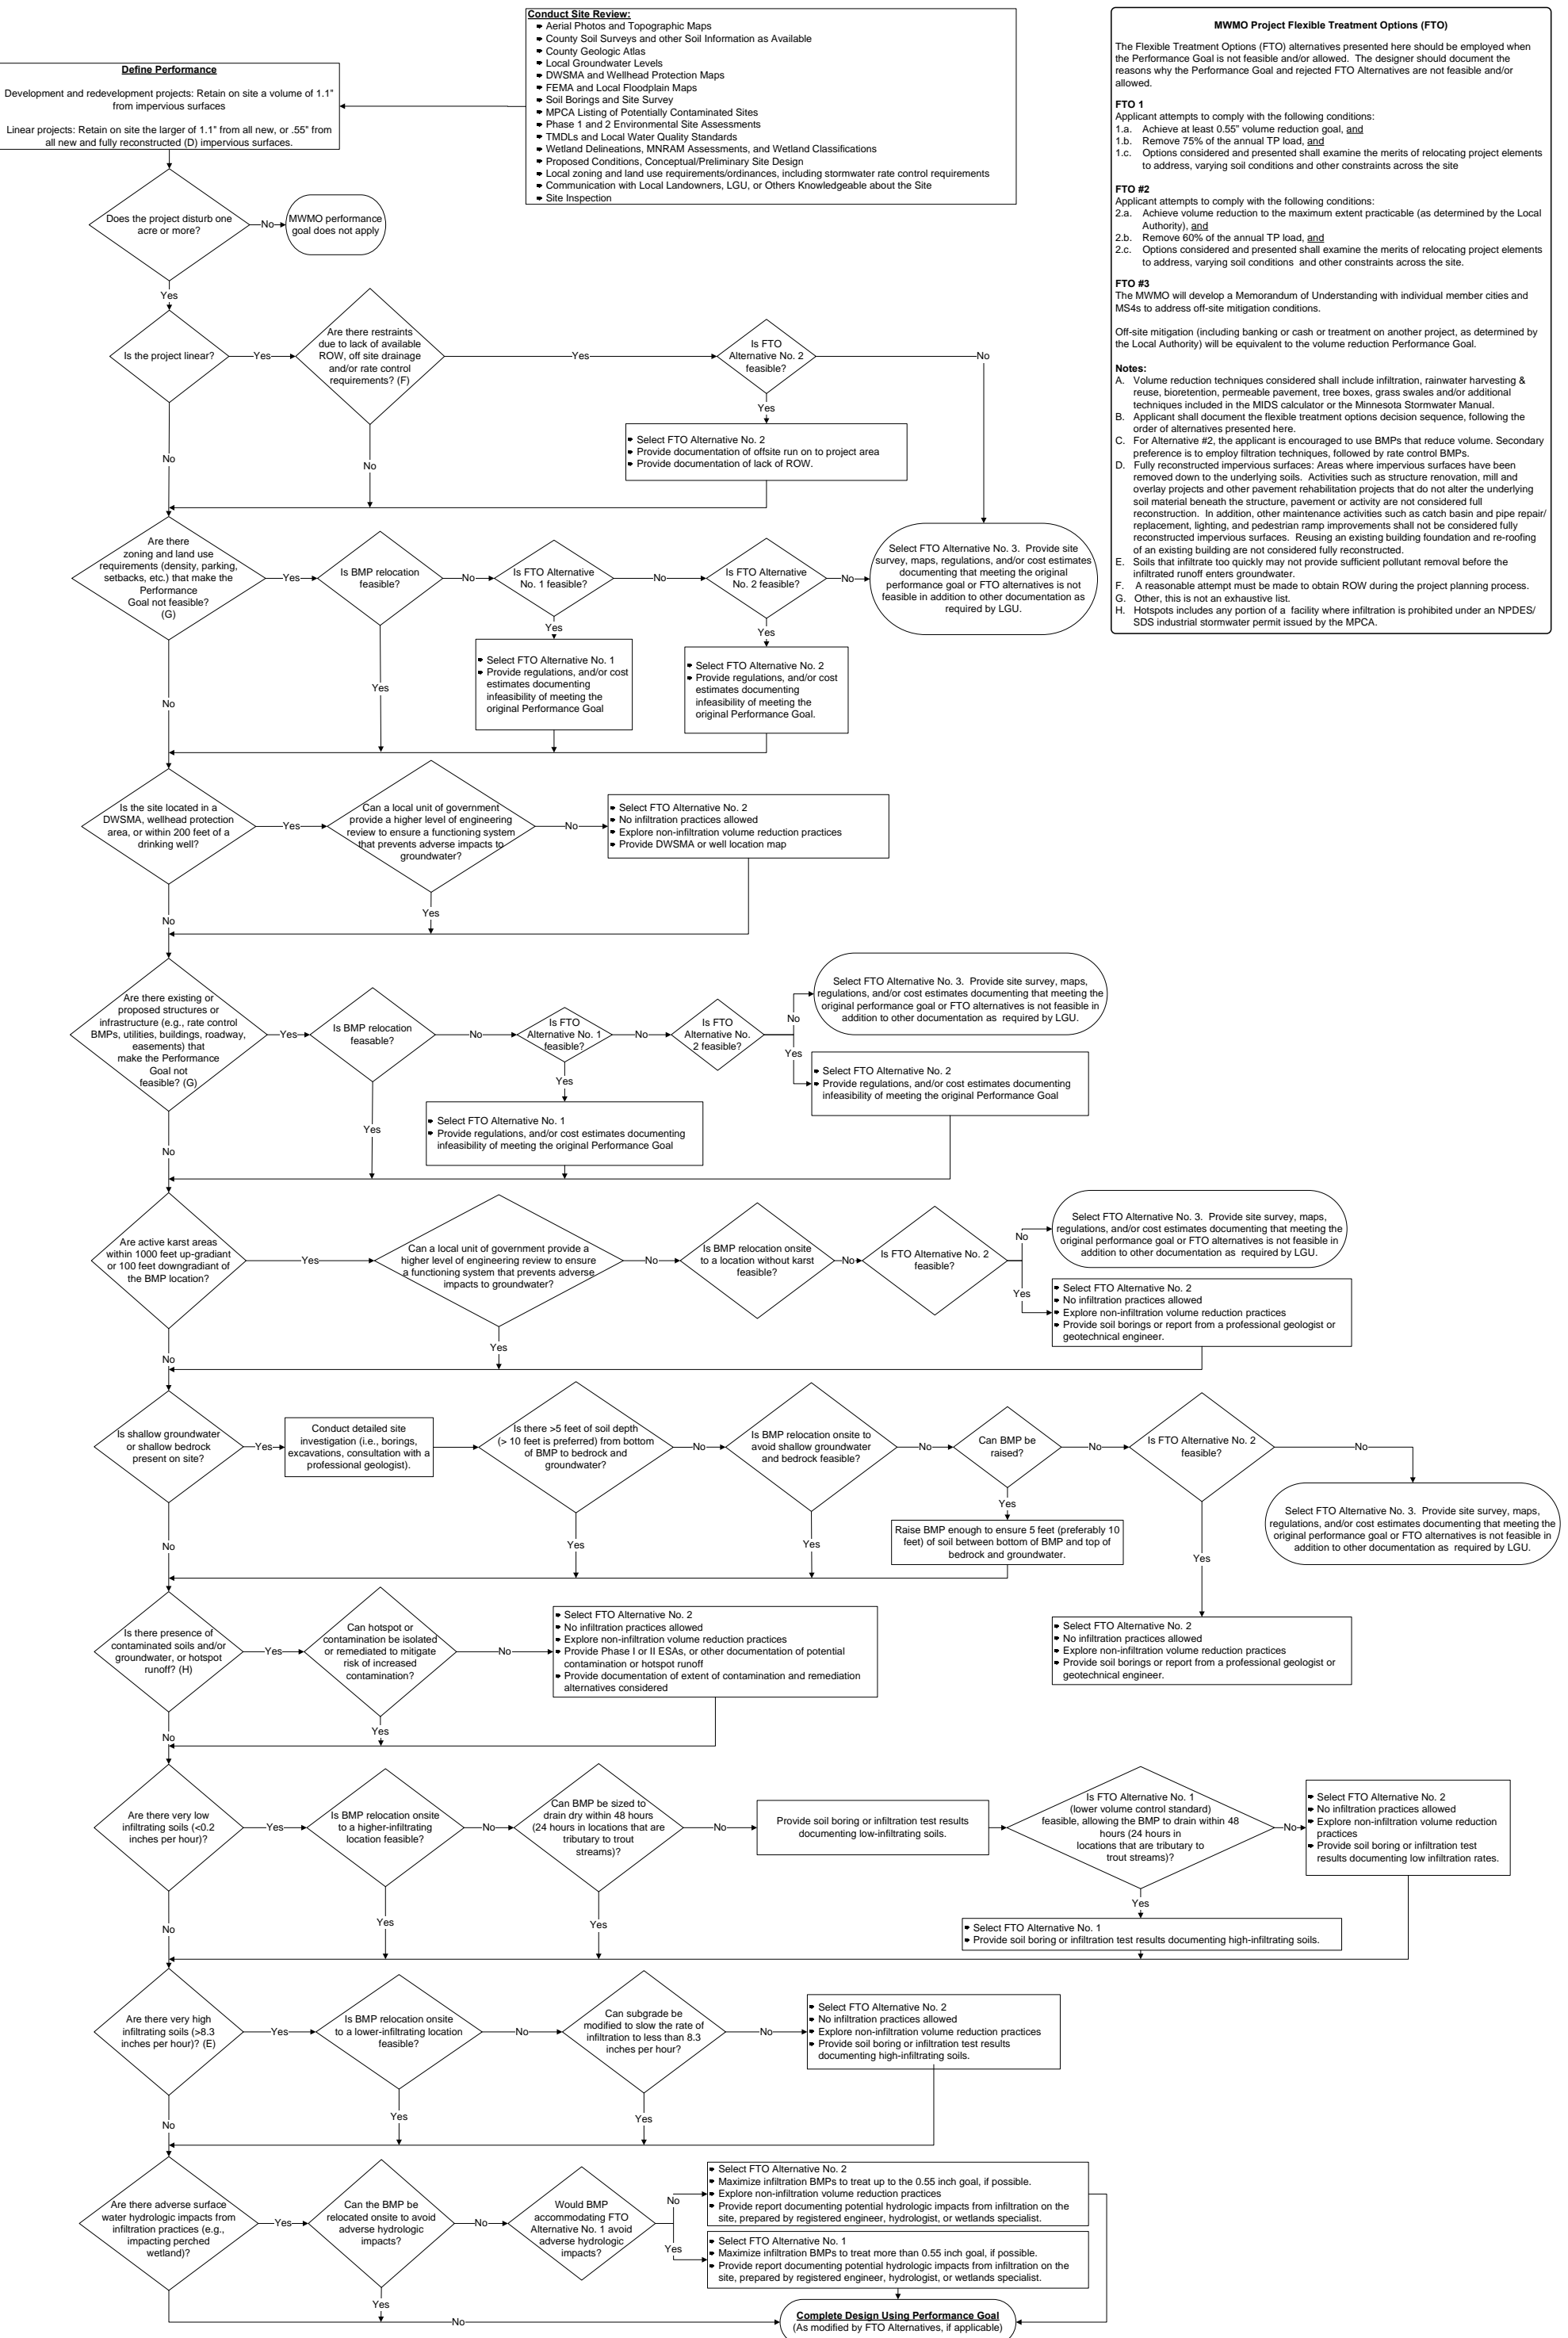 Conduct Site Review:
Aerial Photos and Topographic Maps
County Soil Surveys and other Soil Information as Available
County Geologic Atlas
Local Groundwater Levels
DWSMA and Wellhead Protection Maps
FEMA and Local Floodplain Maps
Soil Borings and Site Survey
MPCA Listing of Potentially Contaminated Sites
Phase 1 and 2 Environmental Site Assessments
TMDLs and Local Water Quality Standards
Wetland Delineations, MNRAM Assessments, and Wetland Classifications
Proposed Conditions, Conceptual/Preliminary Site Design
Local zoning and land use requirements/ordinances, including stormwater rate control requirements
Communication with Local Landowners, LGU, or Others Knowledgeable about the Site
Site Inspection
Define Performance
Development and redevelopment projects: Retain on site a volume of 1.1"
from impervious surfaces
Linear projects: Retain on site the larger of 1.1" from all new, or .55" from
all new and fully reconstructed (D) impervious surfaces.
MWMO Project Flexible Treatment Options (FTO)
The Flexible Treatment Options (FTO) alternatives presented here should be employed when
the Performance Goal is not feasible and/or allowed. The designer should document the
reasons why the Performance Goal and rejected FTO Alternatives are not feasible and/or
allowed.
FTO 1
Applicant attempts to comply with the following conditions:
1.a. Achieve at least 0.55" volume reduction goal, and
1.b. Remove 75% of the annual TP load, and
1.c. Options considered and presented shall examine the merits of relocating project elements
to address, varying soil conditions and other constraints across the site
FTO #2
Applicant attempts to comply with the following conditions:
2.a. Achieve volume reduction to the maximum extent practicable (as determined by the Local
Authority), and
2.b. Remove 60% of the annual TP load, and
2.c. Options considered and presented shall examine the merits of relocating project elements
to address, varying soil conditions and other constraints across the site.
FTO #3
The MWMO will develop a Memorandum of Understanding with individual member cities and
MS4s to address off-site mitigation conditions.
Off-site mitigation (including banking or cash or treatment on another project, as determined by
the Local Authority) will be equivalent to the volume reduction Performance Goal.
Notes:
A. Volume reduction techniques considered shall include infiltration, rainwater harvesting &
reuse, bioretention, permeable pavement, tree boxes, grass swales and/or additional
techniques included in the MIDS calculator or the Minnesota Stormwater Manual.
B. Applicant shall document the flexible treatment options decision sequence, following the
order of alternatives presented here.
C. For Alternative #2, the applicant is encouraged to use BMPs that reduce volume. Secondary
preference is to employ filtration techniques, followed by rate control BMPs.
D. Fully reconstructed impervious surfaces: Areas where impervious surfaces have been
removed down to the underlying soils. Activities such as structure renovation, mill and
overlay projects and other pavement rehabilitation projects that do not alter the underlying
soil material beneath the structure, pavement or activity are not considered full
reconstruction. In addition, other maintenance activities such as catch basin and pipe repair/
replacement, lighting, and pedestrian ramp improvements shall not be considered fully
reconstructed impervious surfaces. Reusing an existing building foundation and re-roofing
of an existing building are not considered fully reconstructed.
E. Soils that infiltrate too quickly may not provide sufficient pollutant removal before the
infiltrated runoff enters groundwater.
F. A reasonable attempt must be made to obtain ROW during the project planning process.
G. Other, this is not an exhaustive list.
H. Hotspots includes any portion of a facility where infiltration is prohibited under an NPDES/
SDS industrial stormwater permit issued by the MPCA.
Does the project disturb one
acre or more?
No
MWMO performance
goal does not apply
Yes
Is the project linear?
Yes
Are there restraints
due to lack of available
ROW, off site drainage
and/or rate control
requirements? (F)
Yes
Is FTO
Alternative No. 2
feasible?
No
Yes
Select FTO Alternative No. 2
Provide documentation of offsite run on to project area
Provide documentation of lack of ROW.
No
No
Are there
zoning and land use
requirements (density, parking,
setbacks, etc.) that make the
Performance
Goal not feasible?
(G)
Yes
Is BMP relocation
feasible?
No
Is FTO Alternative
No. 1 feasible?
No
Is FTO Alternative
No. 2 feasible?
No
Select FTO Alternative No. 3. Provide site
survey, maps, regulations, and/or cost estimates
documenting that meeting the original
performance goal or FTO alternatives is not
feasible in addition to other documentation as
required by LGU.
Yes
Yes
Select FTO Alternative No. 1
Provide regulations, and/or cost
estimates documenting
infeasibility of meeting the
original Performance Goal
Select FTO Alternative No. 2
Provide regulations, and/or cost
estimates documenting
infeasibility of meeting the
original Performance Goal.
Yes
No
Is the site located in a
DWSMA, wellhead protection
area, or within 200 feet of a
drinking well?
Yes
Can a local unit of government
provide a higher level of engineering
review to ensure a functioning system
that prevents adverse impacts to
groundwater?
No
Select FTO Alternative No. 2
No infiltration practices allowed
Explore non-infiltration volume reduction practices
Provide DWSMA or well location map
Yes
No
Are there existing or
proposed structures or
infrastructure (e.g., rate control
BMPs, utilities, buildings, roadway,
easements) that
make the Performance
Goal not
feasible? (G)
Yes
Is BMP relocation
feasable?
No
Is FTO
Alternative No. 1
feasible?
No
Is FTO
Alternative No.
2 feasible?
No
Select FTO Alternative No. 3. Provide site survey, maps,
regulations, and/or cost estimates documenting that meeting the
original performance goal or FTO alternatives is not feasible in
addition to other documentation as required by LGU.
Yes
Select FTO Alternative No. 2
Provide regulations, and/or cost estimates documenting
infeasibility of meeting the original Performance Goal
Yes
Select FTO Alternative No. 1
Provide regulations, and/or cost estimates documenting
infeasibility of meeting the original Performance Goal
Yes
No
Are active karst areas
within 1000 feet up-gradiant
or 100 feet downgradiant of
the BMP location?
Yes
Can a local unit of government provide a
higher level of engineering review to ensure
a functioning system that prevents adverse
impacts to groundwater?
No
Is BMP relocation onsite
to a location without karst
feasible?
No
Is FTO Alternative No. 2
feasible?
No
Select FTO Alternative No. 3. Provide site survey, maps,
regulations, and/or cost estimates documenting that meeting the
original performance goal or FTO alternatives is not feasible in
addition to other documentation as required by LGU.
Yes
Select FTO Alternative No. 2
No infiltration practices allowed
Explore non-infiltration volume reduction practices
Provide soil borings or report from a professional geologist or
geotechnical engineer.
Yes
No
Is shallow groundwater
or shallow bedrock
present on site?
Yes
Conduct detailed site
investigation (i.e., borings,
excavations, consultation with a
professional geologist).
Is there >5 feet of soil depth
(> 10 feet is preferred) from bottom
of BMP to bedrock and
groundwater?
No
Is BMP relocation onsite to
avoid shallow groundwater
and bedrock feasible?
No
Can BMP be
raised?
No
Is FTO Alternative No. 2
feasible?
No
Select FTO Alternative No. 3. Provide site survey, maps,
regulations, and/or cost estimates documenting that meeting the
original performance goal or FTO alternatives is not feasible in
addition to other documentation as required by LGU.
Yes
Raise BMP enough to ensure 5 feet (preferably 10
feet) of soil between bottom of BMP and top of
bedrock and groundwater.
No
Yes
Yes
Yes
Select FTO Alternative No. 2
No infiltration practices allowed
Explore non-infiltration volume reduction practices
Provide soil borings or report from a professional geologist or
geotechnical engineer.
Is there presence of
contaminated soils and/or
groundwater, or hotspot
runoff? (H)
Yes
Can hotspot or
contamination be isolated
or remediated to mitigate
risk of increased
contamination?
No
Select FTO Alternative No. 2
No infiltration practices allowed
Explore non-infiltration volume reduction practices
Provide Phase I or II ESAs, or other documentation of potential
contamination or hotspot runoff
Provide documentation of extent of contamination and remediation
alternatives considered
Yes
No
Are there very low
infiltrating soils (<0.2
inches per hour)?
Yes
Is BMP relocation onsite
to a higher-infiltrating
location feasible?
No
Can BMP be sized to
drain dry within 48 hours
(24 hours in locations that are
tributary to trout
streams)?
No
Provide soil boring or infiltration test results
documenting low-infiltrating soils.
Is FTO Alternative No. 1
(lower volume control standard)
feasible, allowing the BMP to drain within 48
hours (24 hours in
locations that are tributary to
trout streams)?
No
Select FTO Alternative No. 2
No infiltration practices allowed
Explore non-infiltration volume reduction
practices
Provide soil boring or infiltration test
results documenting low infiltration rates.
Yes
Select FTO Alternative No. 1
Provide soil boring or infiltration test results documenting high-infiltrating soils.
No
Yes
Yes
Are there very high
infiltrating soils (>8.3
inches per hour)? (E)
Yes
Is BMP relocation onsite
to a lower-infiltrating location
feasible?
No
Can subgrade be
modified to slow the rate of
infiltration to less than 8.3
inches per hour?
No
Select FTO Alternative No. 2
No infiltration practices allowed
Explore non-infiltration volume reduction practices
Provide soil boring or infiltration test results
documenting high-infiltrating soils.
No
Yes
Yes
Are there adverse surface
water hydrologic impacts from
infiltration practices (e.g.,
impacting perched
wetland)?
Yes
Can the BMP be
relocated onsite to avoid
adverse hydrologic
impacts?
No
Would BMP
accommodating FTO
Alternative No. 1 avoid
adverse hydrologic
impacts?
No
Select FTO Alternative No. 2
Maximize infiltration BMPs to treat up to the 0.55 inch goal, if possible.
Explore non-infiltration volume reduction practices
Provide report documenting potential hydrologic impacts from infiltration on the
site, prepared by registered engineer, hydrologist, or wetlands specialist.
Yes
Select FTO Alternative No. 1
Maximize infiltration BMPs to treat more than 0.55 inch goal, if possible.
Provide report documenting potential hydrologic impacts from infiltration on the
site, prepared by registered engineer, hydrologist, or wetlands specialist.
Yes
No
Complete Design Using Performance Goal
(As modified by FTO Alternatives, if applicable)